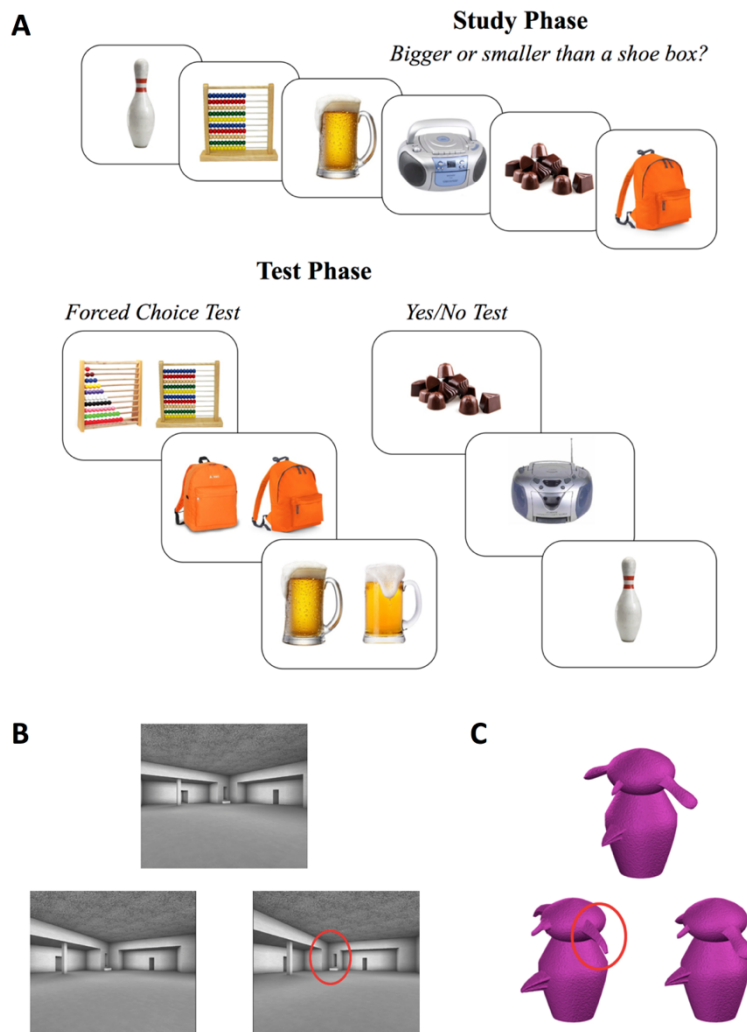 A
Study Phase
Bigger or smaller than a shoe box?
Test Phase
Forced Choice Test
Yes/No Test
B
C